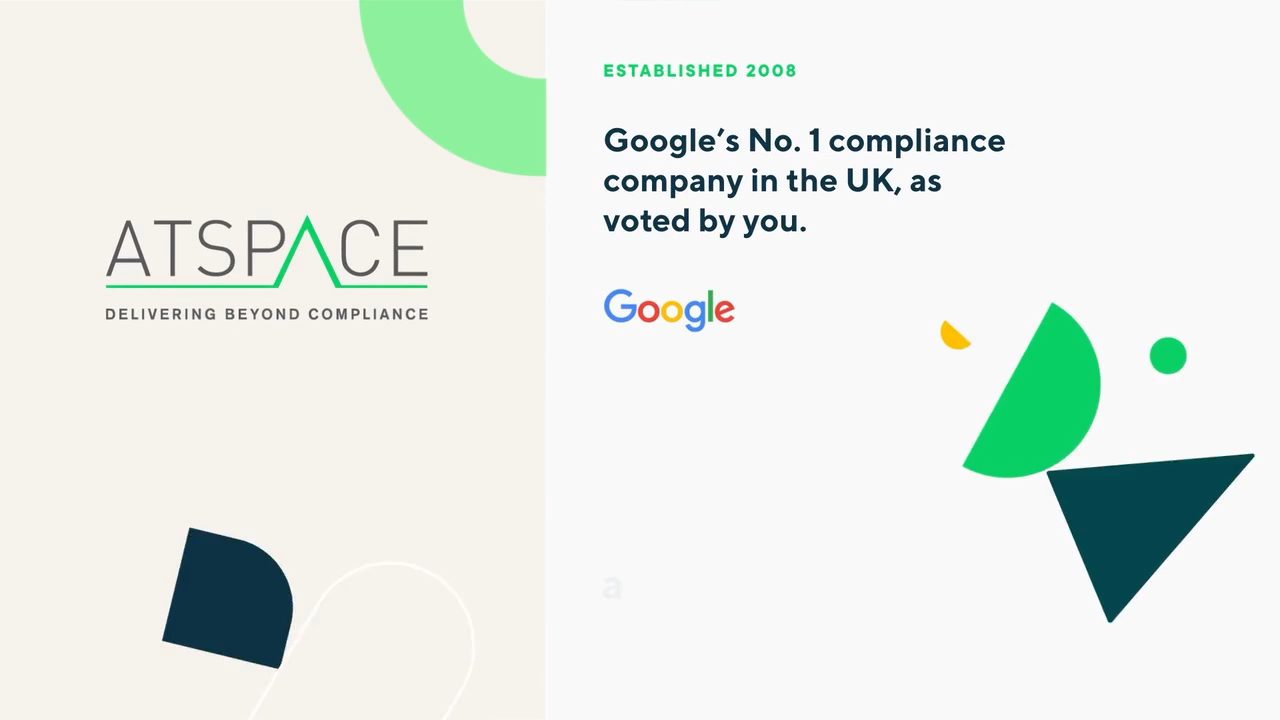 ATSPACE
DELIVERING BEYOND COMPLIANCE
ESTABLISHED 2008
Google’s No. 1 compliance
company in the UK, as
voted by you.
Google
a